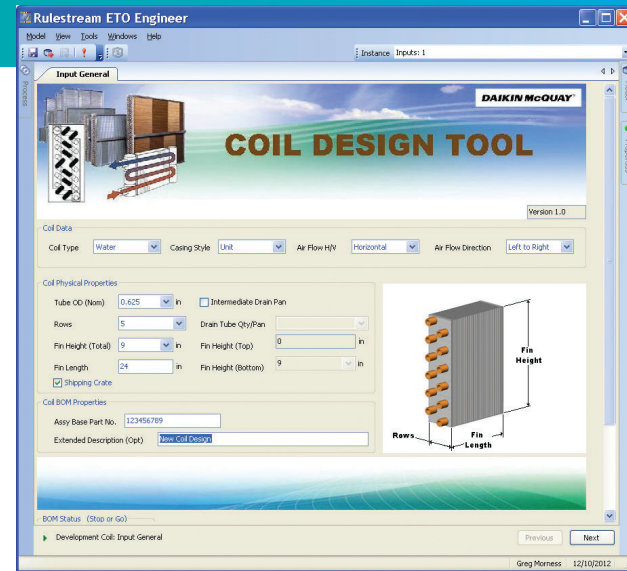 Rulestream ETO Engineer
Model View Tools Windows Help
Instance Inputs: 1
Process
Input General
DAIKIN McQUAY
COIL DESIGN TOOL
Version 1.0
Coil Data
Coil Type Water Casing Style Unit Air Flow H/V Horizontal Air Flow Direction Left to Right
Coil Physical Properties
Tube OD (Nom) 0.625 in Intermediate Drain Pan
Rows 5 Drain Tube Qty/Pan
Fin Height (Total) 9 in Fin Height (Top) 0 in
Fin Length 24 in Fin Height (Bottom) 9 in
Shipping Crate
Fin Height
Rows Fin Length
Coil BOM Properties
Assy Base Part No. 123456789
Extended Description (Opt) New Coil Design
BOM Status (Stop or Go)
Development Coil: Input General Previous Next
Greg Morness 12/10/2012